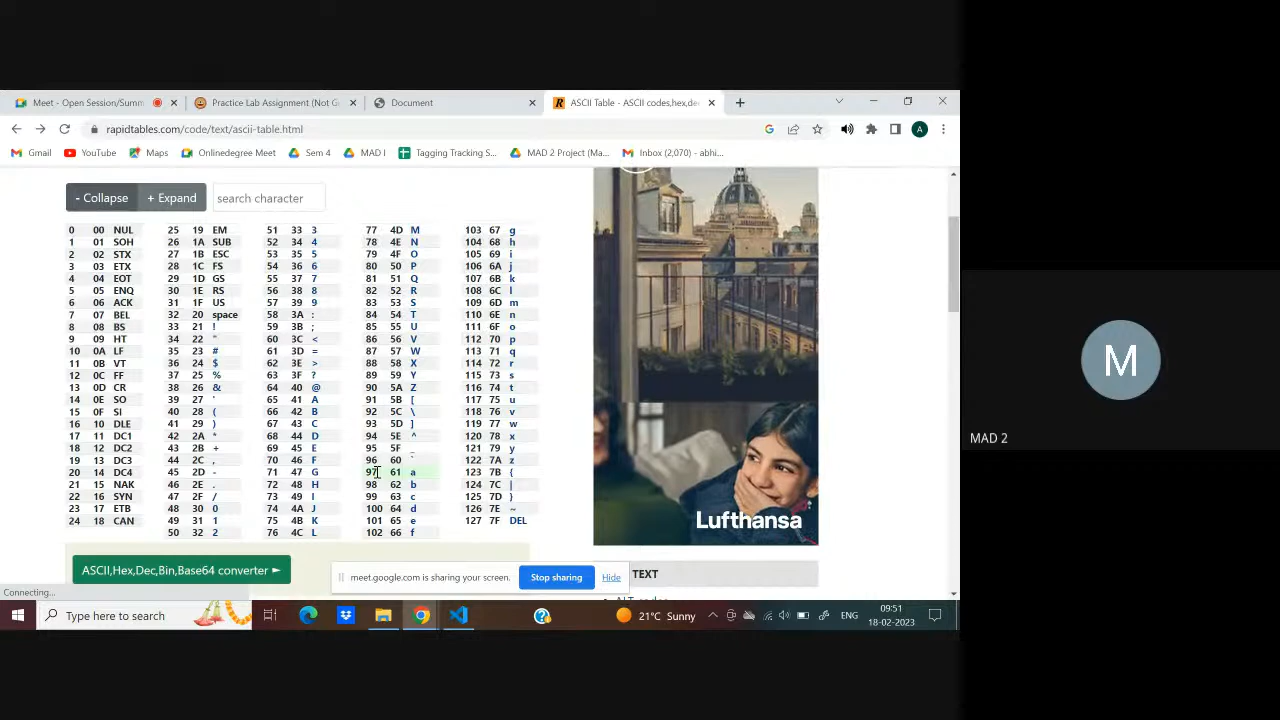 Meet - Open Session/Summ
Practice Lab Assignment (Not G
Document
ASCII Table - ASCII codes,hex,de
rapidtables.com/code/text/ascii-table.html
A
Gmail
YouTube
Maps
Onlinedegree Meet
Sem 4
MAD I
Tagging Tracking S...
MAD 2 Project (Ma...
Inbox (2,070) - abhi...
- Collapse
+ Expand
search character
0 00 NUL 25 19 EM 51 33 3 77 4D M 103 67 g
1 01 SOH 26 1A SUB 52 34 4 78 4E N 104 68 h
2 02 STX 27 1B ESC 53 35 5 79 4F O 105 69 i
3 03 ETX 28 1C FS 54 36 6 80 50 P 106 6A j
4 04 EOT 29 1D GS 55 37 7 81 51 Q 107 6B k
5 05 ENQ 30 1E RS 56 38 8 82 52 R 108 6C l
6 06 ACK 31 1F US 57 39 9 83 53 S 109 6D m
7 07 BEL 32 20 space 58 3A : 84 54 T 110 6E n
8 08 BS 33 21 ! 59 3B ; 85 55 U 111 6F o
9 09 HT 34 22 " 60 3C < 86 56 V 112 70 p
10 0A LF 35 23 # 61 3D = 87 57 W 113 71 q
11 0B VT 36 24 $ 62 3E > 88 58 X 114 72 r
12 0C FF 37 25 % 63 3F ? 89 59 Y 115 73 s
13 0D CR 38 26 & 64 40 @ 90 5A Z 116 74 t
14 0E SO 39 27 ' 65 41 A 91 5B [ 117 75 u
15 0F SI 40 28 ( 66 42 B 92 5C \ 118 76 v
16 10 DLE 41 29 ) 67 43 C 93 5D ] 119 77 w
17 11 DC1 42 2A * 68 44 D 94 5E ^ 120 78 x
18 12 DC2 43 2B + 69 45 E 95 5F _ 121 79 y
19 13 DC3 44 2C , 70 46 F 96 60 ` 122 7A z
20 14 DC4 45 2D - 71 47 G 97 61 a 123 7B {
21 15 NAK 46 2E . 72 48 H 98 62 b 124 7C |
22 16 SYN 47 2F / 73 49 I 99 63 c 125 7D }
23 17 ETB 48 30 0 74 4A J 100 64 d 126 7E ~
24 18 CAN 49 31 1 75 4B K 101 65 e 127 7F DEL
50 32 2 76 4C L 102 66 f
Lufthansa
ASCII,Hex,Dec,Bin,Base64 converter ►
meet.google.com is sharing your screen.
Stop sharing
Hide
TEXT
Connecting...
Type here to search
21°C Sunny
ENG
09:51
18-02-2023
M
MAD 2